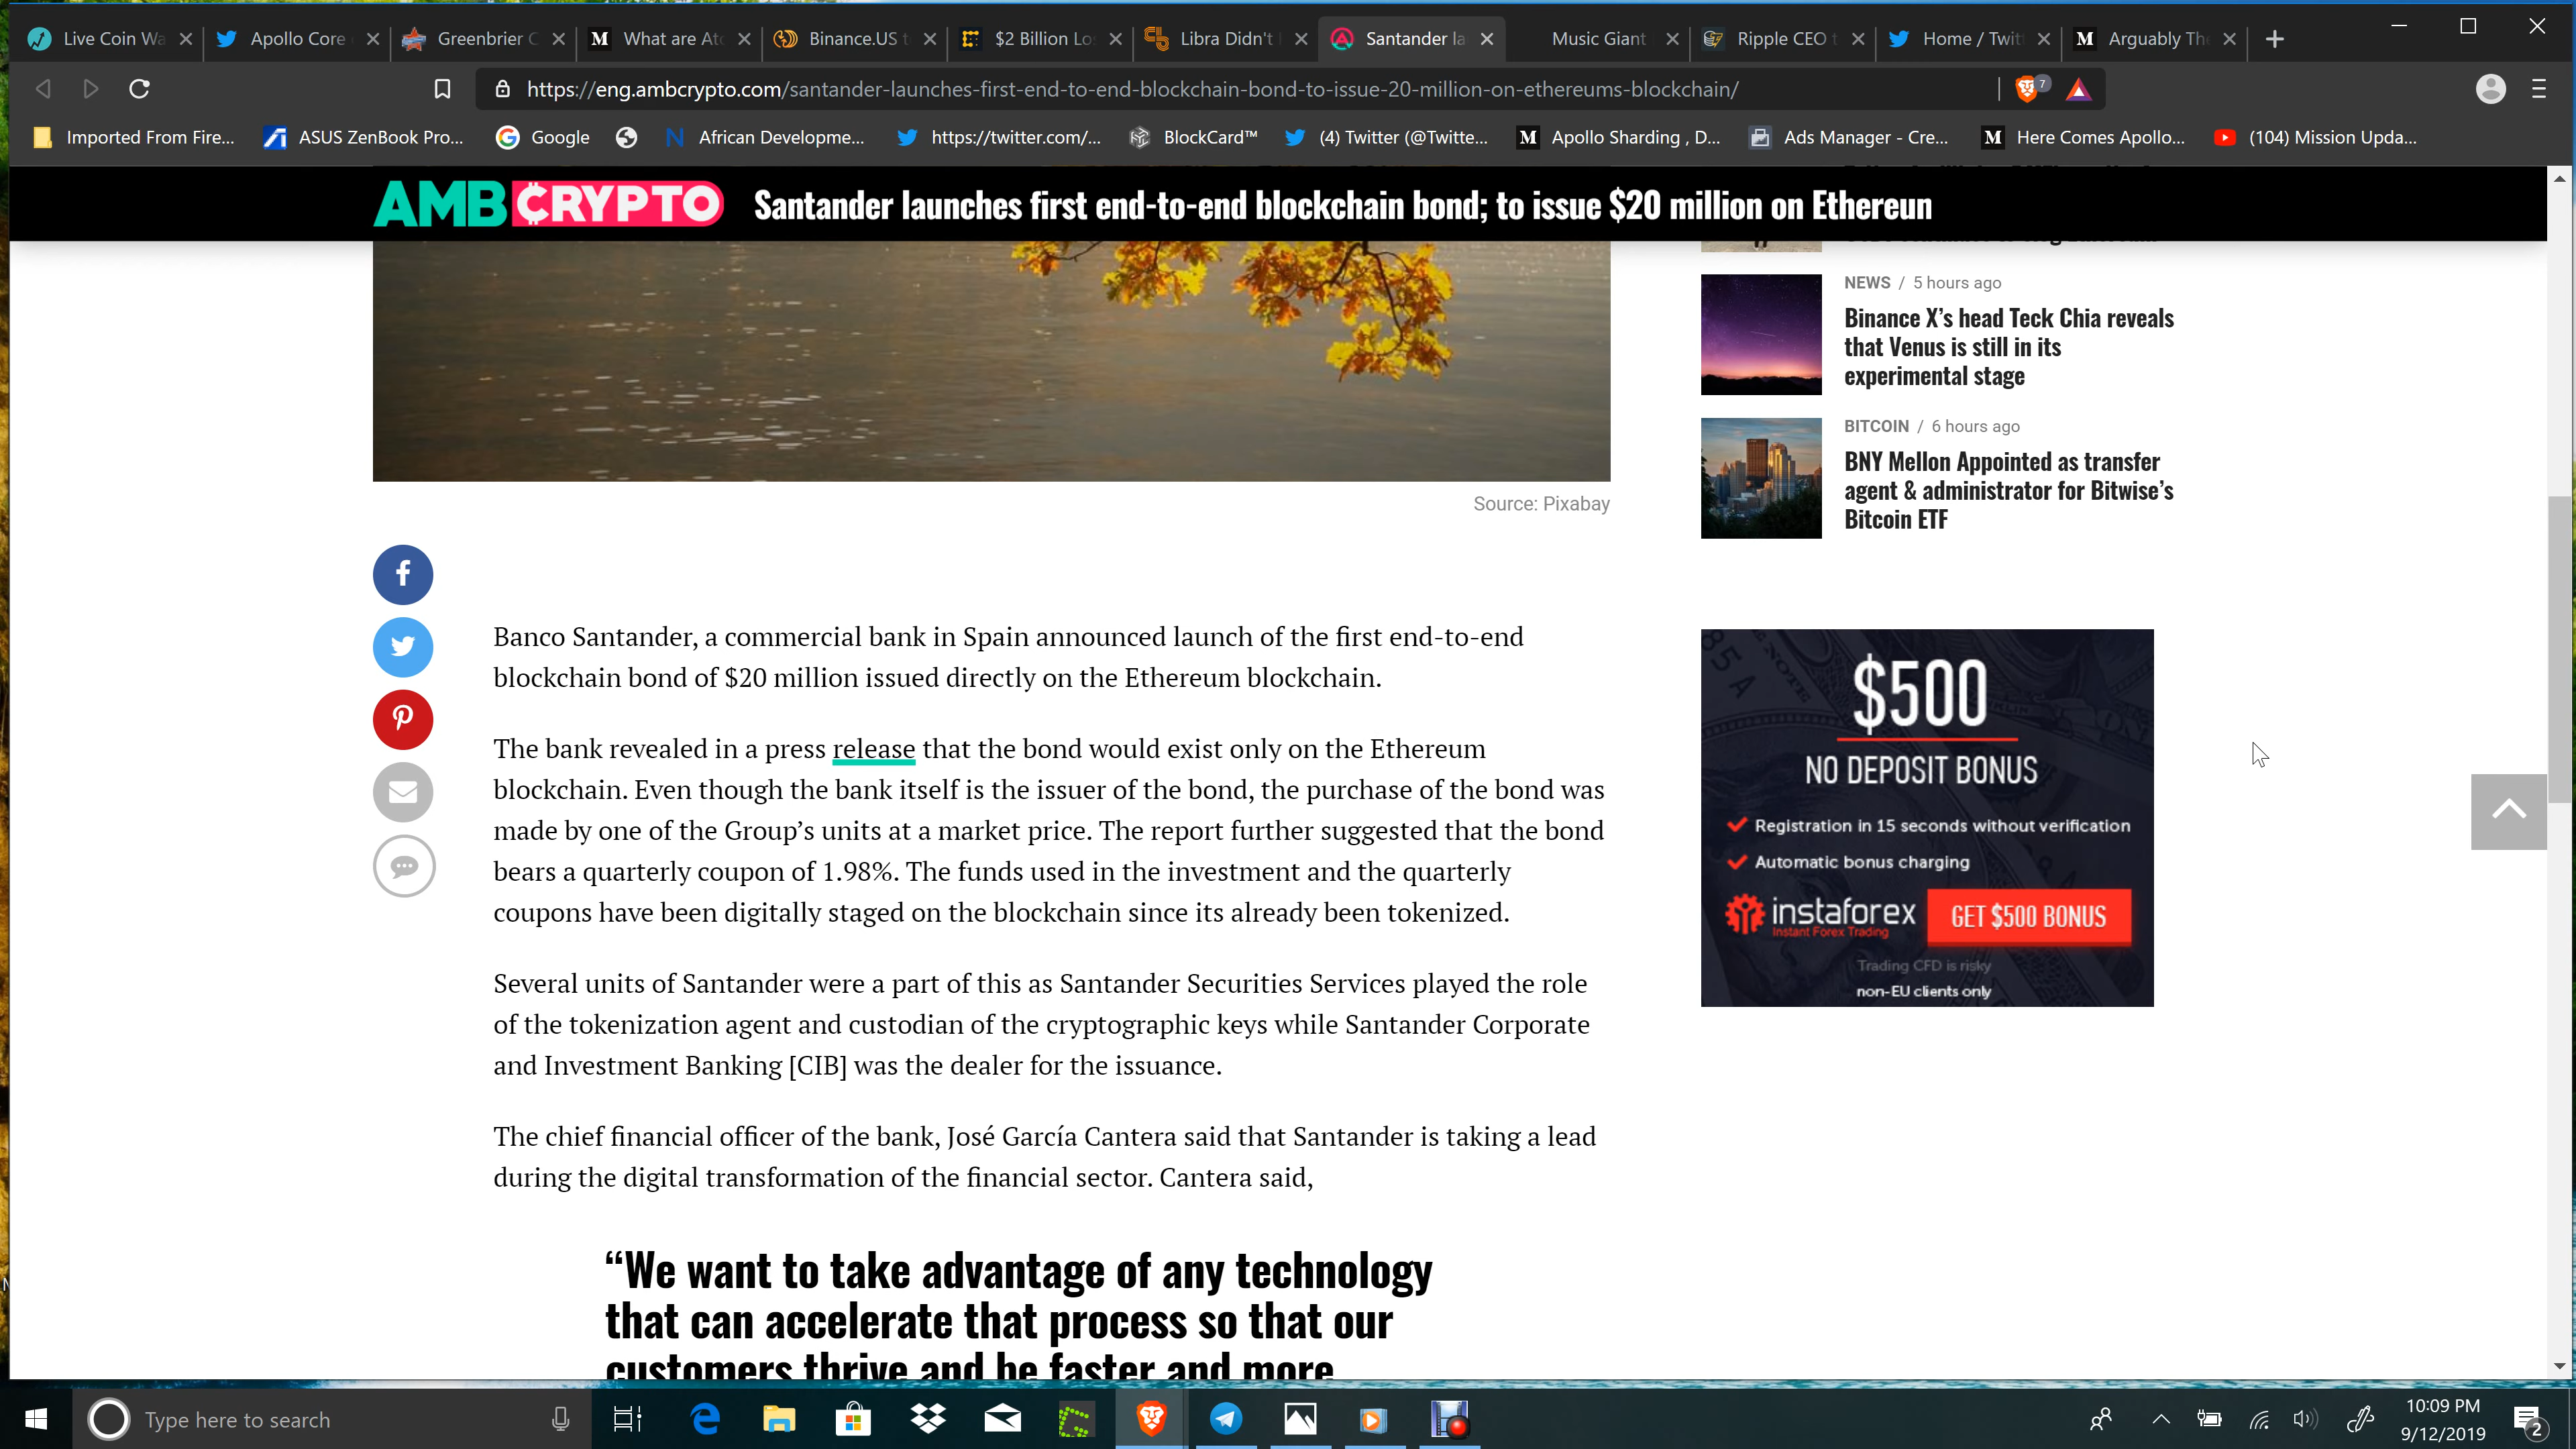 Live Coin Wa
Apollo Core
Greenbrier C
M What are Ato
Binance.US t
$2 Billion Lo
Libra Didn't
Santander la
Music Giant
Ripple CEO t
Home / Twit
M Arguably The
https://eng.ambcrypto.com/santander-launches-first-end-to-end-blockchain-bond-to-issue-20-million-on-ethereums-blockchain/
7
Imported From Fire...
ASUS ZenBook Pro...
Google
N African Developme...
https://twitter.com/...
BlockCard™
(4) Twitter (@Twitte...
M Apollo Sharding , D...
Ads Manager - Cre...
M Here Comes Apollo...
(104) Mission Upda...
AMBCRYPTO
Santander launches first end-to-end blockchain bond; to issue $20 million on Ethereun
NEWS / 5 hours ago
Binance X's head Teck Chia reveals
that Venus is still in its
experimental stage
BITCOIN / 6 hours ago
BNY Mellon Appointed as transfer
agent & administrator for Bitwise's
Bitcoin ETF
Source: Pixabay
Banco Santander, a commercial bank in Spain announced launch of the first end-to-end
blockchain bond of $20 million issued directly on the Ethereum blockchain.
The bank revealed in a press release that the bond would exist only on the Ethereum
blockchain. Even though the bank itself is the issuer of the bond, the purchase of the bond was
made by one of the Group's units at a market price. The report further suggested that the bond
bears a quarterly coupon of 1.98%. The funds used in the investment and the quarterly
coupons have been digitally staged on the blockchain since its already been tokenized.
Several units of Santander were a part of this as Santander Securities Services played the role
of the tokenization agent and custodian of the cryptographic keys while Santander Corporate
and Investment Banking [CIB] was the dealer for the issuance.
The chief financial officer of the bank, José García Cantera said that Santander is taking a lead
during the digital transformation of the financial sector. Cantera said,
“We want to take advantage of any technology
that can accelerate that process so that our
customers thrive and be faster and more
$500
NO DEPOSIT BONUS
Registration in 15 seconds without verification
Automatic bonus charging
instaforex
Instant Forex Trading
GET $500 BONUS
Trading CFD is risky
non-EU clients only
Type here to search
10:09 PM
9/12/2019
2